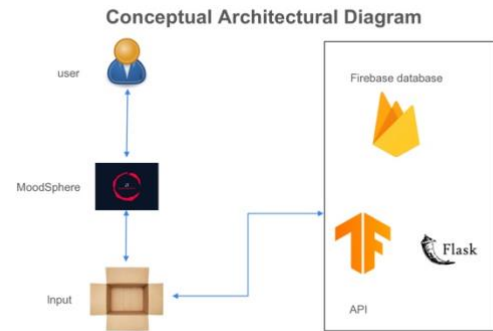 Conceptual Architectural Diagram
user
Firebase database
MoodSphere
Flask
Input
API